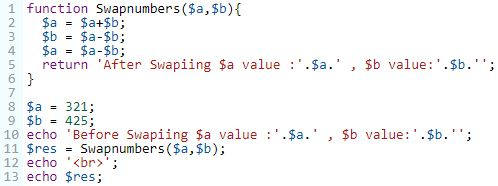 1 function Swapnumbers($a,$b){
2 $a = $a+$b;
3 $b = $a-$b;
4 $a = $a-$b;
5 return 'After Swapiing $a value :'.$a.' , $b value:'.$b.'';
6 }
7
8 $a = 321;
9 $b = 425;
10 echo 'Before Swapiing $a value :'.$a.' , $b value:'.$b.'';
11 $res = Swapnumbers($a,$b);
12 echo '<br>';
13 echo $res;